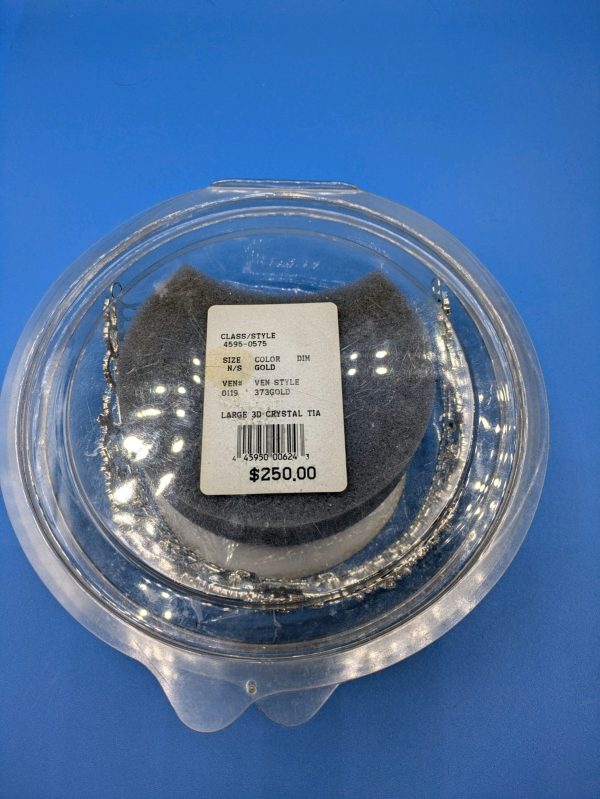 CLASS/STYLE
4595-0575
SIZE COLOR DIM
N/S GOLD
VEN# VEN STYLE
0119 373GOLD
LARGE 3D CRYSTAL TIA
4 45950 00624 3
$250.00